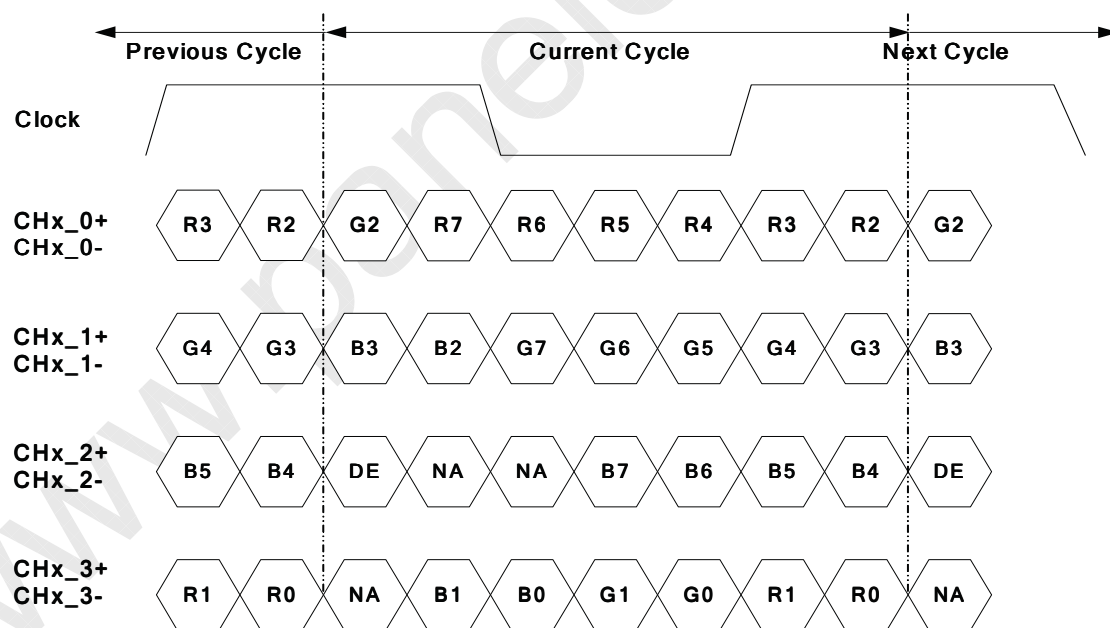 Previous Cycle Current Cycle Next Cycle
Clock
CHx_0+
CHx_0-
R3 R2 G2 R7 R6 R5 R4 R3 R2 G2
CHx_1+
CHx_1-
G4 G3 B3 B2 G7 G6 G5 G4 G3 B3
CHx_2+
CHx_2-
B5 B4 DE NA NA B7 B6 B5 B4 DE
CHx_3+
CHx_3-
R1 R0 NA B1 B0 G1 G0 R1 R0 NA
www.panel